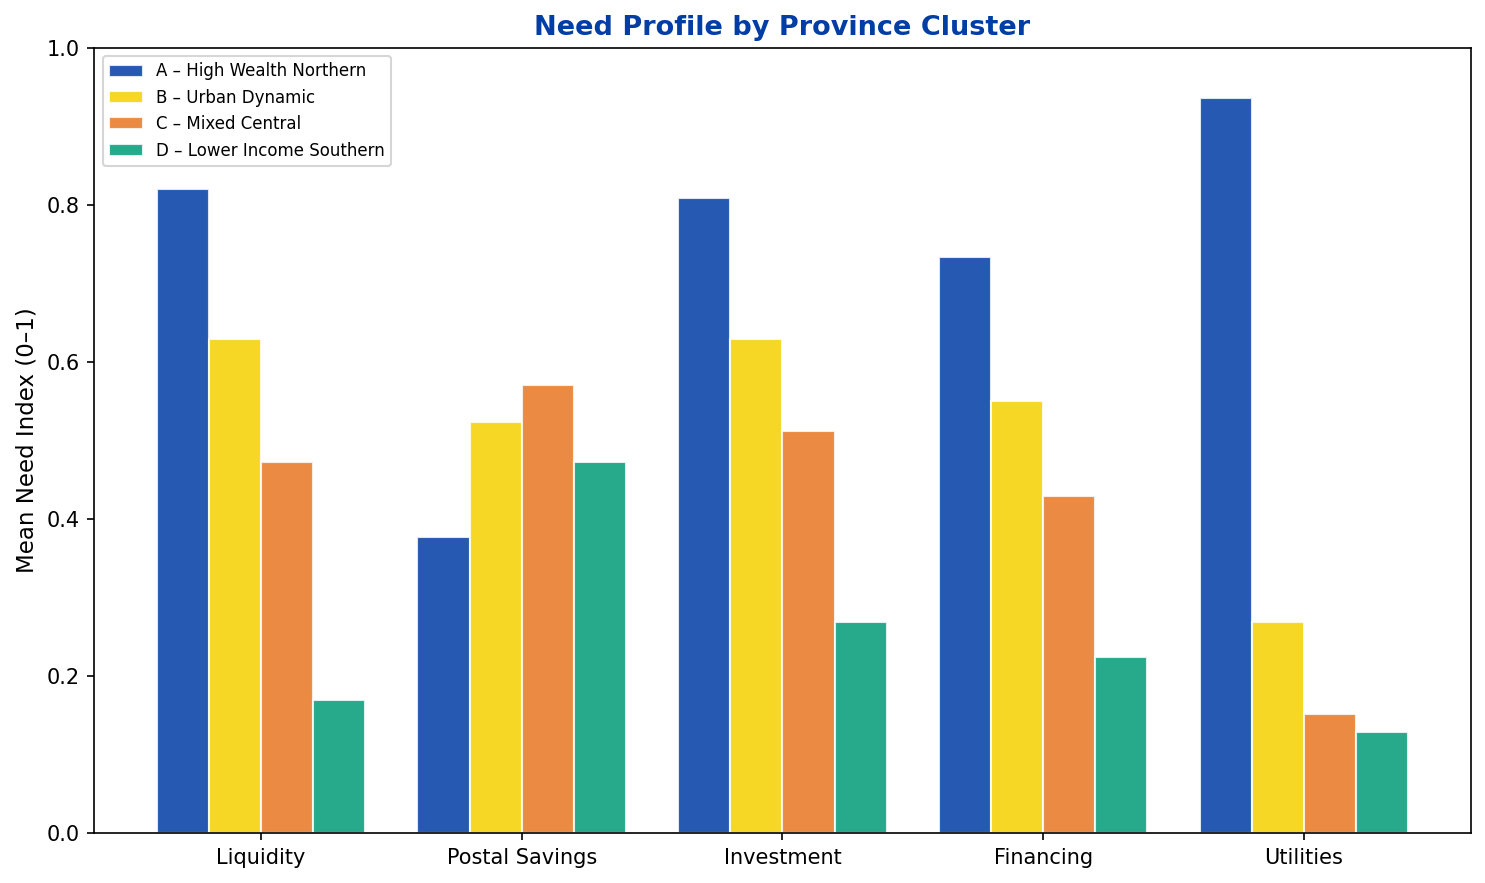 Need Profile by Province Cluster
A – High Wealth Northern
B – Urban Dynamic
C – Mixed Central
D – Lower Income Southern
Mean Need Index (0–1)
1.0
0.8
0.6
0.4
0.2
0.0
Liquidity
Postal Savings
Investment
Financing
Utilities